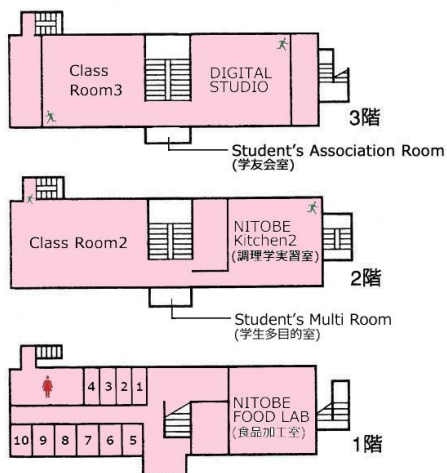 Class
Room3
DIGITAL
STUDIO
3階
Student's Association Room
(学友会室)
Class Room2
NITOBE
Kitchen2
(調理学実習室)
2階
Student's Multi Room
(学生多目的室)
4 3 2 1
NITOBE
FOOD LAB
(食品加工室)
10 9 8 7 6 5
1階